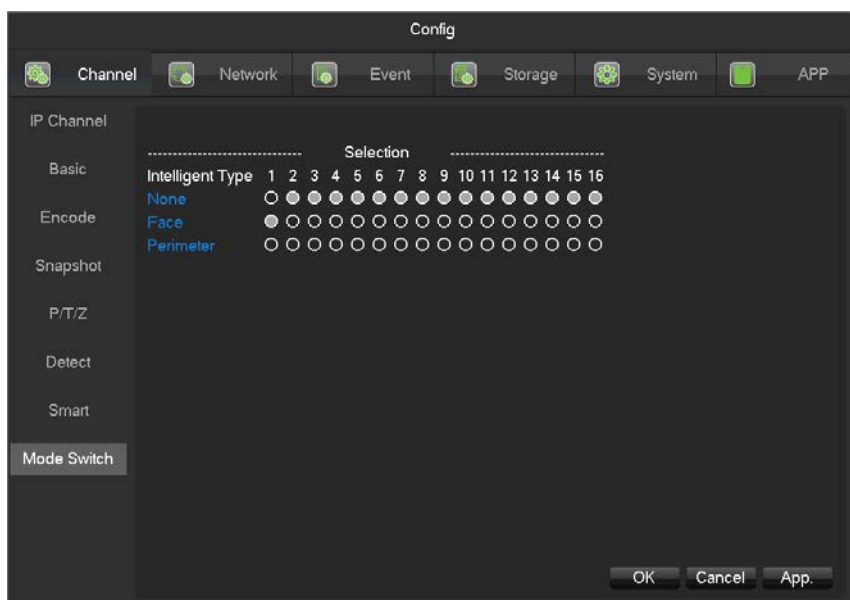 Config
Channel Network Event Storage System APP
IP Channel
Basic
Encode
Snapshot
P/T/Z
Detect
Smart
Mode Switch
Selection
Intelligent Type 1 2 3 4 5 6 7 8 9 10 11 12 13 14 15 16
None
Face
Perimeter
OK Cancel App.